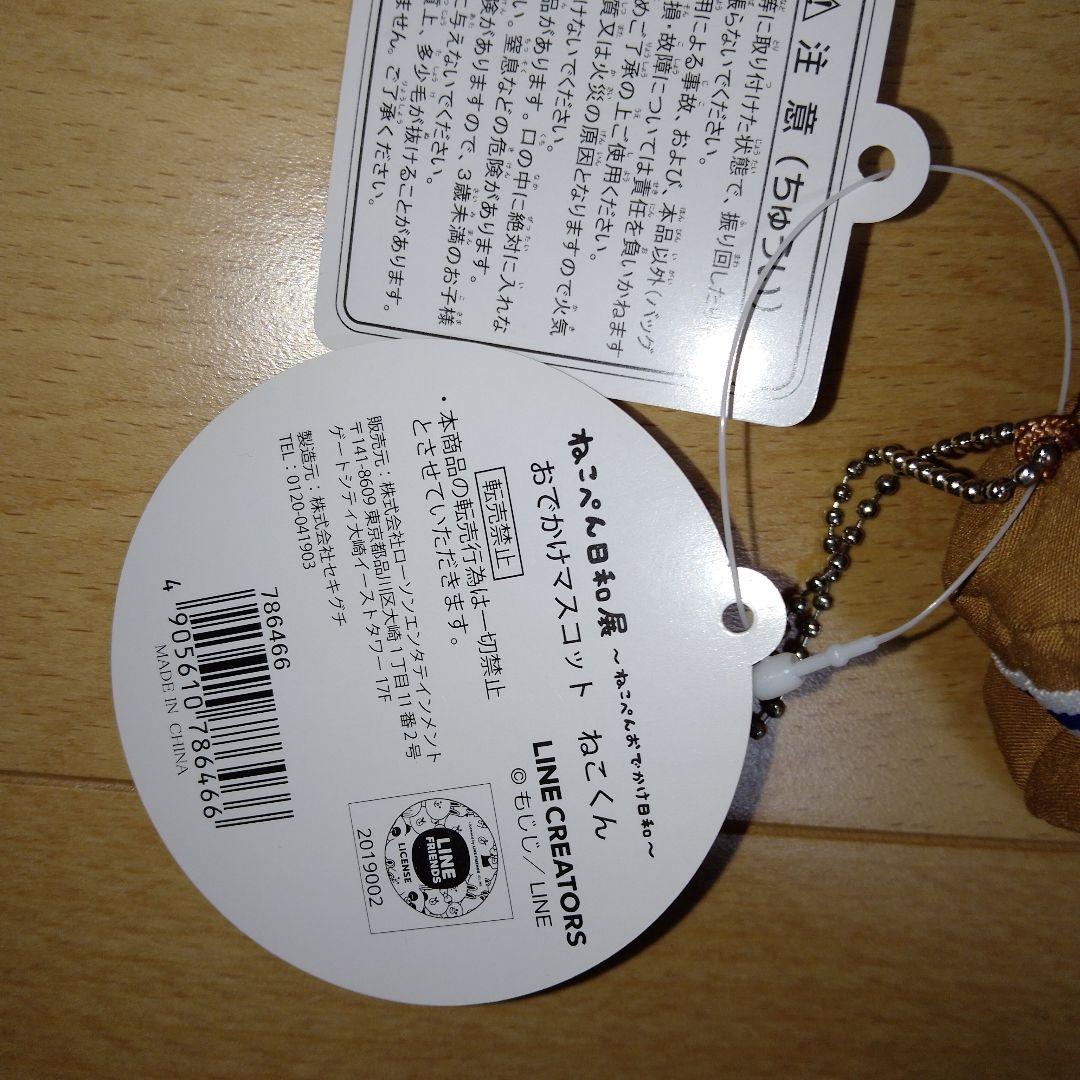 ⚠注意(ちゅうい)
等に取り付けた状態で、振り回した
張らないでください。
用による事故、および、本品以外(バッグ
損・故障については責任を負いかねます
めご了承の上ご使用ください。
質又は火災の原因となりますので火気
けないでください。
品があります。口の中に絶対に入れな
い。窒息などの危険があります。
険がありますので、3歳未満のお子様
に与えないでください。
質上、多少毛が抜けることがあります。
ません。ご了承ください。
ねこぺん日和展 ~ねこぺんおでかけ日和~
おでかけマスコット ねこくん
転売禁止
・本商品の転売行為は一切禁止
とさせていただきます。
販売元:株式会社ローソンエンタテインメント
〒141-8609 東京都品川区大崎1丁目11番2号
ゲートシティ大崎イーストタワー17F
製造元:株式会社セキグチ
TEL:0120-041903
LINE CREATORS
©もじじ/LINE
LINE
FRIENDS
LICENSE
2019002
786466
4 905610 786466
MADE IN CHINA